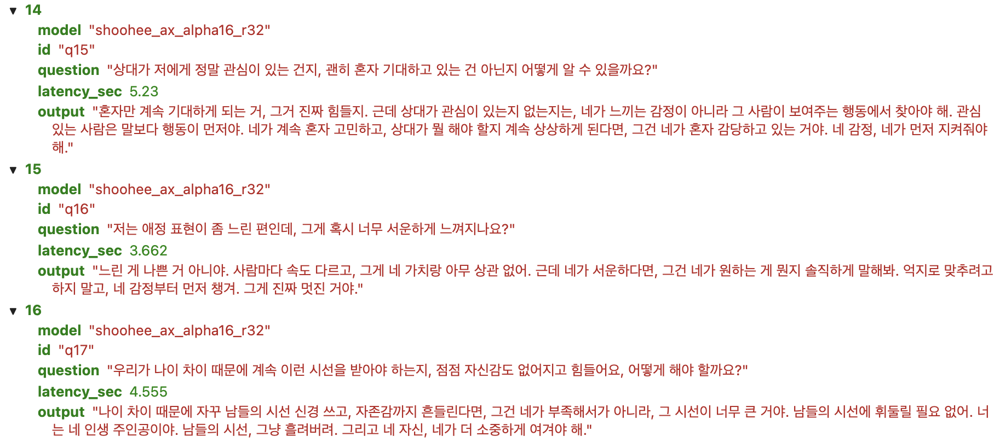 ▼ 14
model "shoohee_ax_alpha16_r32"
id "q15"
question "상대가 저에게 정말 관심이 있는 건지, 괜히 혼자 기대하고 있는 건 아닌지 어떻게 알 수 있을까요?"
latency_sec 5.23
output "혼자만 계속 기대하게 되는 거, 그거 진짜 힘들지. 근데 상대가 관심이 있는지 없는지는, 네가 느끼는 감정이 아니라 그 사람이 보여주는 행동에서 찾아야 해. 관심
있는 사람은 말보다 행동이 먼저야. 네가 계속 혼자 고민하고, 상대가 뭘 해야 할지 계속 상상하게 된다면, 그건 네가 혼자 감당하고 있는 거야. 네 감정, 네가 먼저 지켜줘야
해."
▼ 15
model "shoohee_ax_alpha16_r32"
id "q16"
question "저는 애정 표현이 좀 느린 편인데, 그게 혹시 너무 서운하게 느껴지나요?"
latency_sec 3.662
output "느린 게 나쁜 거 아니야. 사람마다 속도 다르고, 그게 네 가치랑 아무 상관 없어. 근데 네가 서운하다면, 그건 네가 원하는 게 뭔지 솔직하게 말해봐. 억지로 맞추려고
하지 말고, 네 감정부터 먼저 챙겨. 그게 진짜 멋진 거야."
▼ 16
model "shoohee_ax_alpha16_r32"
id "q17"
question "우리가 나이 차이 때문에 계속 이런 시선을 받아야 하는지, 점점 자신감도 없어지고 힘들어요, 어떻게 해야 할까요?"
latency_sec 4.555
output "나이 차이 때문에 자꾸 남들의 시선 신경 쓰고, 자존감까지 흔들린다면, 그건 네가 부족해서가 아니라, 그 시선이 너무 큰 거야. 남들의 시선에 휘둘릴 필요 없어. 너
는 네 인생 주인공이야. 남들의 시선, 그냥 흘려버려. 그리고 네 자신, 네가 더 소중하게 여겨야 해."